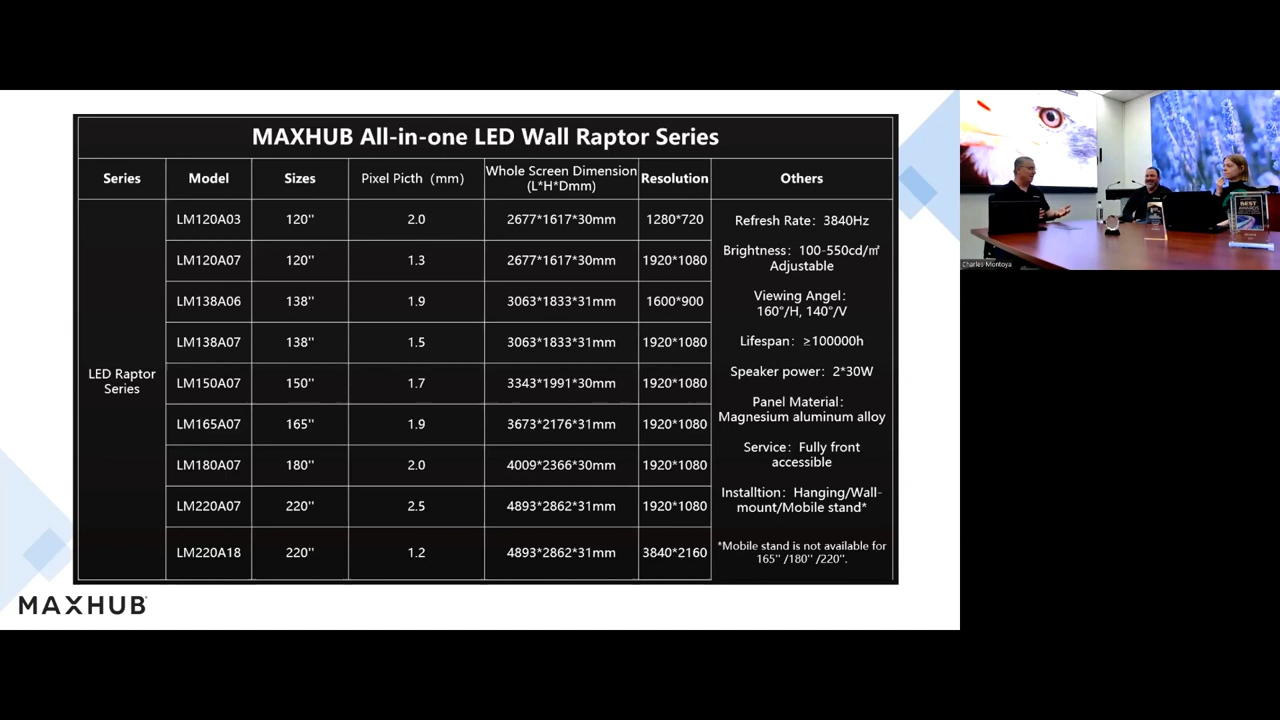 MAXHUB All-in-one LED Wall Raptor Series
Series Model Sizes Pixel Picth（mm） Whole Screen Dimension (L*H*Dmm) Resolution Others
LED Raptor Series
LM120A03 120'' 2.0 2677*1617*30mm 1280*720
LM120A07 120'' 1.3 2677*1617*30mm 1920*1080
LM138A06 138'' 1.9 3063*1833*31mm 1600*900
LM138A07 138'' 1.5 3063*1833*31mm 1920*1080
LM150A07 150'' 1.7 3343*1991*30mm 1920*1080
LM165A07 165'' 1.9 3673*2176*31mm 1920*1080
LM180A07 180'' 2.0 4009*2366*30mm 1920*1080
LM220A07 220'' 2.5 4893*2862*31mm 1920*1080
LM220A18 220'' 1.2 4893*2862*31mm 3840*2160
Refresh Rate：3840Hz
Brightness：100-550cd/㎡
Adjustable
Viewing Angel：
160°/H, 140°/V
Lifespan：≥100000h
Speaker power：2*30W
Panel Material：
Magnesium aluminum alloy
Service：Fully front
accessible
Installtion：Hanging/Wall-
mount/Mobile stand*
*Mobile stand is not available for
165'' /180'' /220''.
MAXHUB
BEST
AWARDS
Charles Montoya